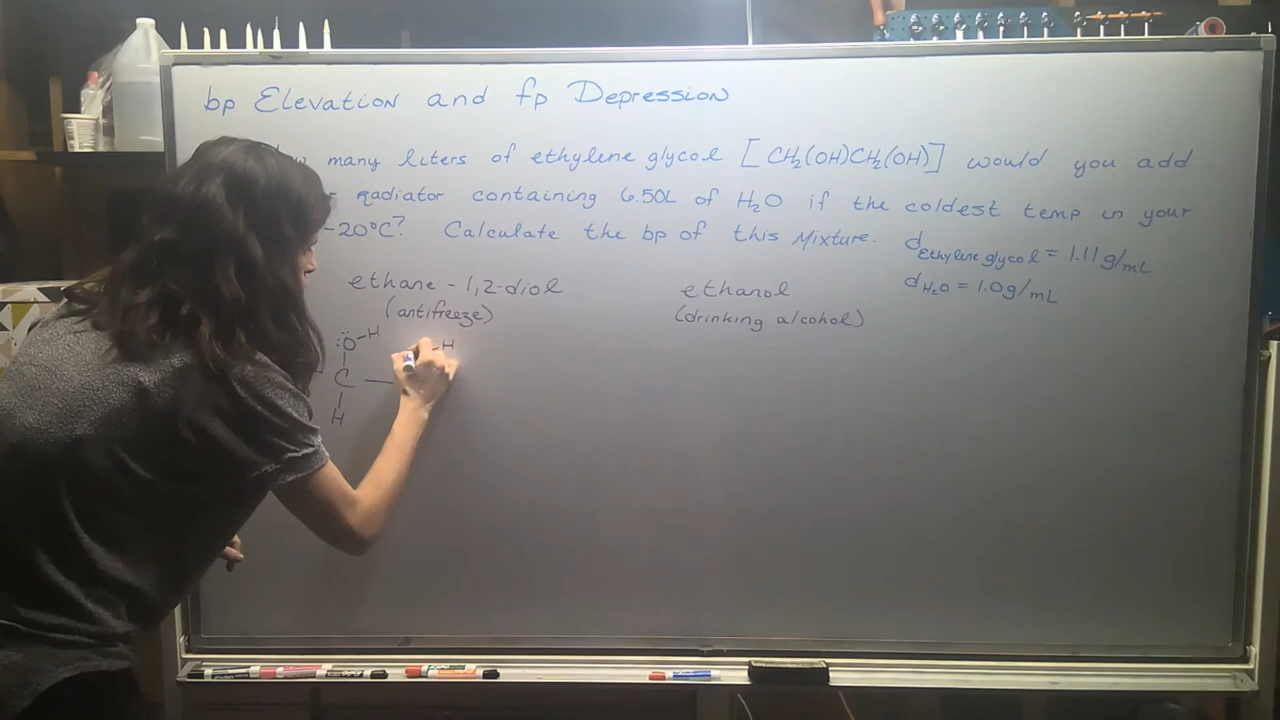 bp Elevation and fp Depression
many liters of ethylene glycol [CH₂(OH)CH₂(OH)] would you add
radiator containing 6.50L of H₂O if the coldest temp in your
-20°C? Calculate the bp of this Mixture.
d ethylene glycol = 1.11 g/mL
d H₂O = 1.0 g/mL
ethane - 1,2-diol
(antifreeze)
ethanol
(drinking alcohol)
:Ö-H
H
C —
H